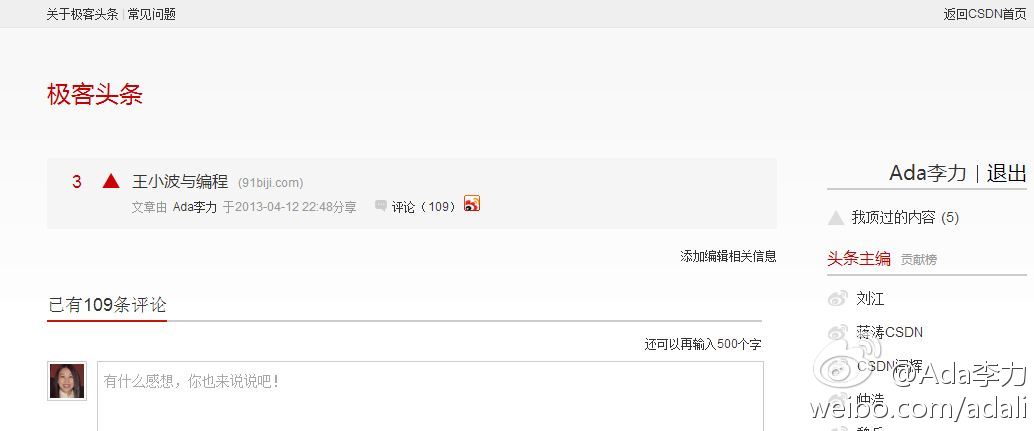 关于极客头条 | 常见问题
返回CSDN首页
极客头条
3 王小波与编程 (91biji.com)
文章由 Ada李力 于2013-04-12 22:48分享 评论（109）
添加编辑相关信息
已有109条评论
还可以再输入500个字
有什么感想，你也来说说吧！
Ada李力 | 退出
我顶过的内容 (5)
头条主编 贡献榜
刘江
蒋涛CSDN
@Ada李力
weibo.com/adali